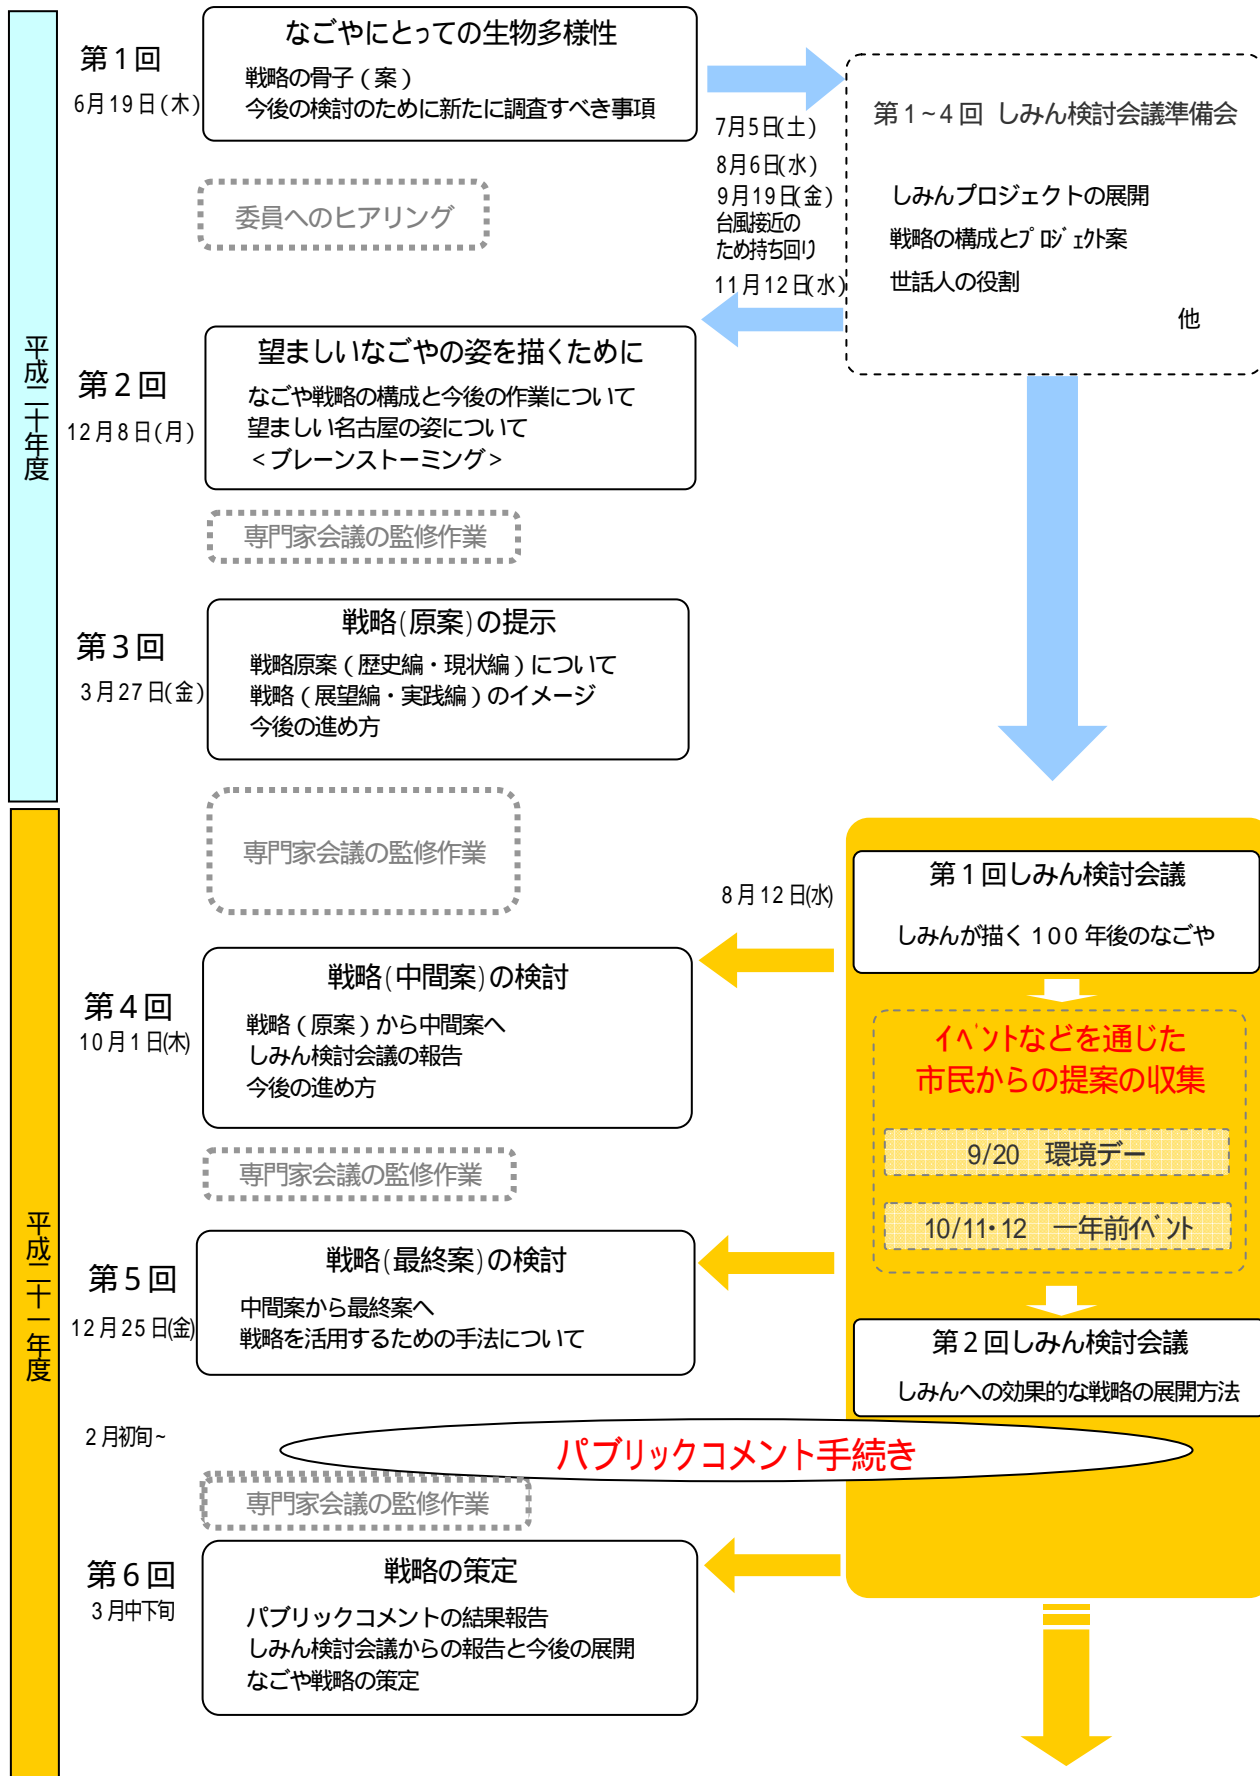 平成二十年度
第1回
6月19日(木)
なごやにとっての生物多様性
戦略の骨子(案)
今後の検討のために新たに調査すべき事項
委員へのヒアリング
7月5日(土)
8月6日(水)
9月19日(金)
台風接近の
ため持ち回り
11月12日(水)
第1~4回 しみん検討会議準備会
しみんプロジェクトの展開
戦略の構成とプロジェクト案
世話人の役割
他
第2回
12月8日(月)
望ましいなごやの姿を描くために
なごや戦略の構成と今後の作業について
望ましい名古屋の姿について
<ブレーンストーミング>
専門家会議の監修作業
第3回
3月27日(金)
戦略(原案)の提示
戦略原案(歴史編・現状編)について
戦略(展望編・実践編)のイメージ
今後の進め方
平成二十一年度
専門家会議の監修作業
8月12日(水)
第1回しみん検討会議
しみんが描く100年後のなごや
第4回
10月1日(木)
戦略(中間案)の検討
戦略(原案)から中間案へ
しみん検討会議の報告
今後の進め方
イベントなどを通じた
市民からの提案の収集
9/20 環境デー
10/11・12 一年前イベント
専門家会議の監修作業
第5回
12月25日(金)
戦略(最終案)の検討
中間案から最終案へ
戦略を活用するための手法について
第2回しみん検討会議
しみんへの効果的な戦略の展開方法
2月初旬~
パブリックコメント手続き
専門家会議の監修作業
第6回
3月中下旬
戦略の策定
パブリックコメントの結果報告
しみん検討会議からの報告と今後の展開
なごや戦略の策定